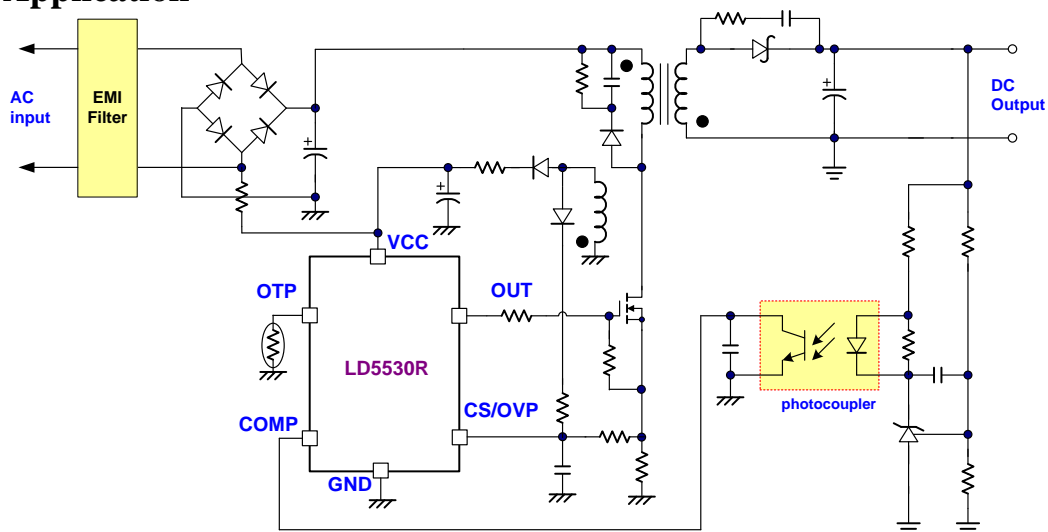 Application
AC
input
EMI
Filter
DC
Output
+
+
+
VCC
OTP
OUT
LD5530R
COMP
CS/OVP
GND
photocoupler